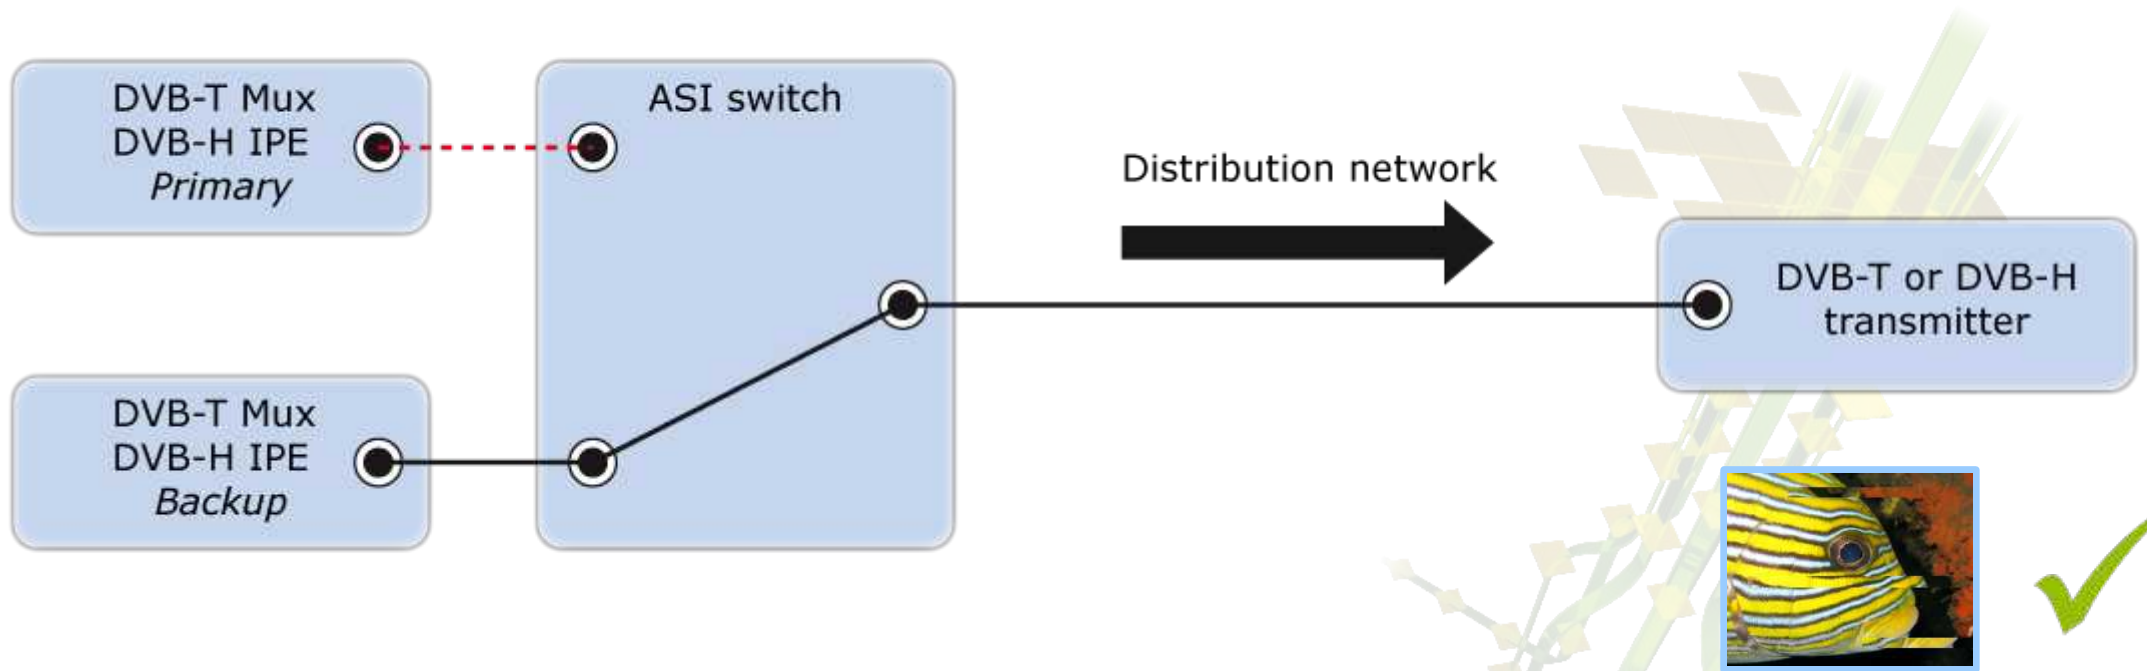 DVB-T Mux
DVB-H IPE
Primary
ASI switch
Distribution network
DVB-T or DVB-H
transmitter
DVB-T Mux
DVB-H IPE
Backup